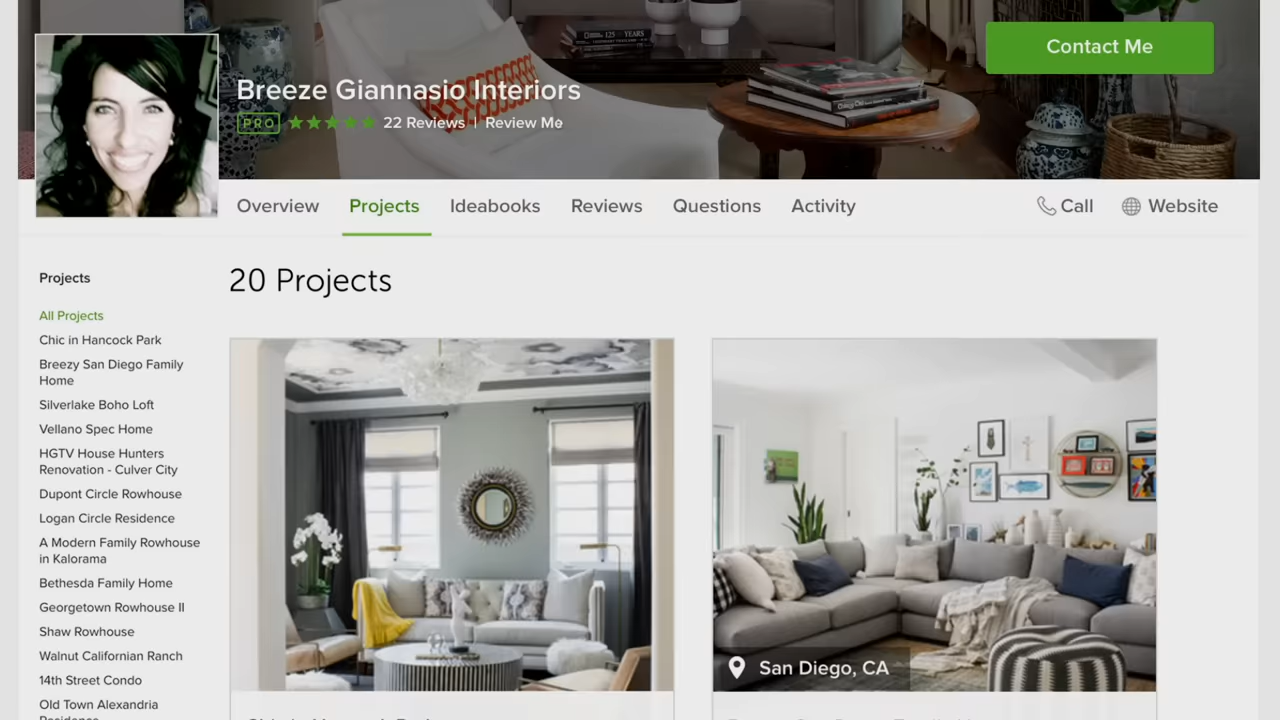 125 YEARS
Contact Me
Breeze Giannasio Interiors
PRO 22 Reviews | Review Me
Overview Projects Ideabooks Reviews Questions Activity Call Website
Projects
20 Projects
All Projects
Chic in Hancock Park
Breezy San Diego Family
Home
Silverlake Boho Loft
Vellano Spec Home
HGTV House Hunters
Renovation - Culver City
Dupont Circle Rowhouse
Logan Circle Residence
A Modern Family Rowhouse
in Kalorama
Bethesda Family Home
Georgetown Rowhouse II
Shaw Rowhouse
Walnut Californian Ranch
14th Street Condo
Old Town Alexandria
Residence
San Diego, CA